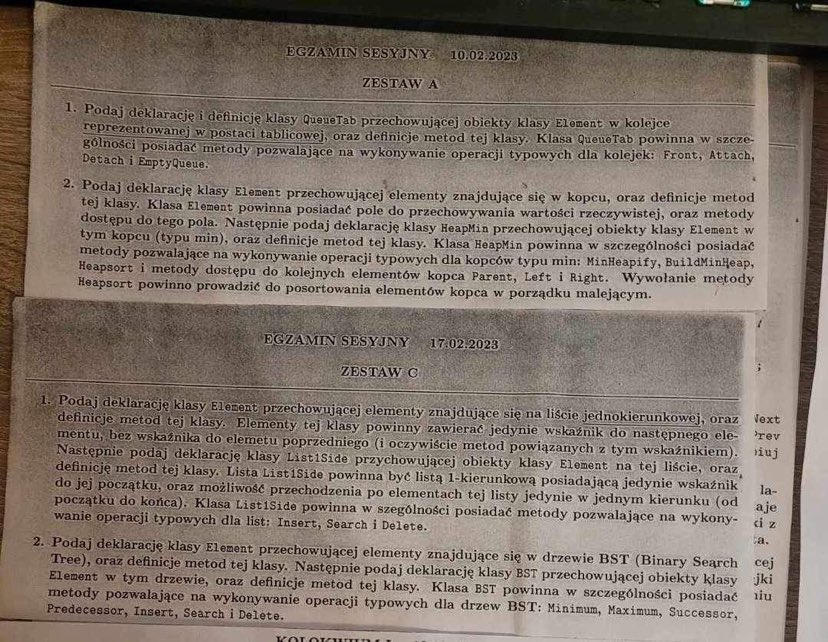 EGZAMIN SESYJNY 10.02.2023
ZESTAW A
1. Podaj deklarację i definicję klasy QueueTab przechowującej obiekty klasy Element w kolejce
reprezentowanej w postaci tablicowej, oraz definicje metod tej klasy. Klasa QueueTab powinna w szcze-
gólności posiadać metody pozwalające na wykonywanie operacji typowych dla kolejek: Front, Attach,
Detach i EmptyQueue.
2. Podaj deklarację klasy Element przechowującej elementy znajdujące się w kopcu, oraz definicje metod
tej klasy. Klasa Element powinna posiadać pole do przechowywania wartości rzeczywistej, oraz metody
dostępu do tego pola. Następnie podaj deklarację klasy HeapMin przechowującej obiekty klasy Element w
tym kopcu (typu min), oraz definicje metod tej klasy. Klasa HeapMin powinna w szczególności posiadać
metody pozwalające na wykonywanie operacji typowych dla kopców typu min: MinHeapify, BuildMinHeap,
Heapsort i metody dostępu do kolejnych elementów kopca Parent, Left i Right. Wywołanie metody
Heapsort powinno prowadzić do posortowania elementów kopca w porządku malejącym.
EGZAMIN SESYJNY 17.02.2023
ZESTAW C
1. Podaj deklarację klasy Element przechowującej elementy znajdujące się na liście jednokierunkowej, oraz
definicje metod tej klasy. Elementy tej klasy powinny zawierać jedynie wskaźnik do następnego ele-
mentu, bez wskaźnika do elemetu poprzedniego (i oczywiście metod powiązanych z tym wskaźnikiem).
Następnie podaj deklarację klasy List1Side przychowującej obiekty klasy Element na tej liście, oraz
definicję metod tej klasy. Lista List1Side powinna być listą 1-kierunkową posiadającą jedynie wskaźnik
do jej początku, oraz możliwość przechodzenia po elementach tej listy jedynie w jednym kierunku (od
początku do końca). Klasa List1Side powinna w szególności posiadać metody pozwalające na wykony-
wanie operacji typowych dla list: Insert, Search i Delete.
2. Podaj deklarację klasy Element przechowującej elementy znajdujące się w drzewie BST (Binary Search
Tree), oraz definicje metod tej klasy. Następnie podaj deklarację klasy BST przechowującej obiekty klasy
Element w tym drzewie, oraz definicje metod tej klasy. Klasa BST powinna w szczególności posiadać
metody pozwalające na wykonywanie operacji typowych dla drzew BST: Minimum, Maximum, Successor,
Predecessor, Insert, Search i Delete.
Next